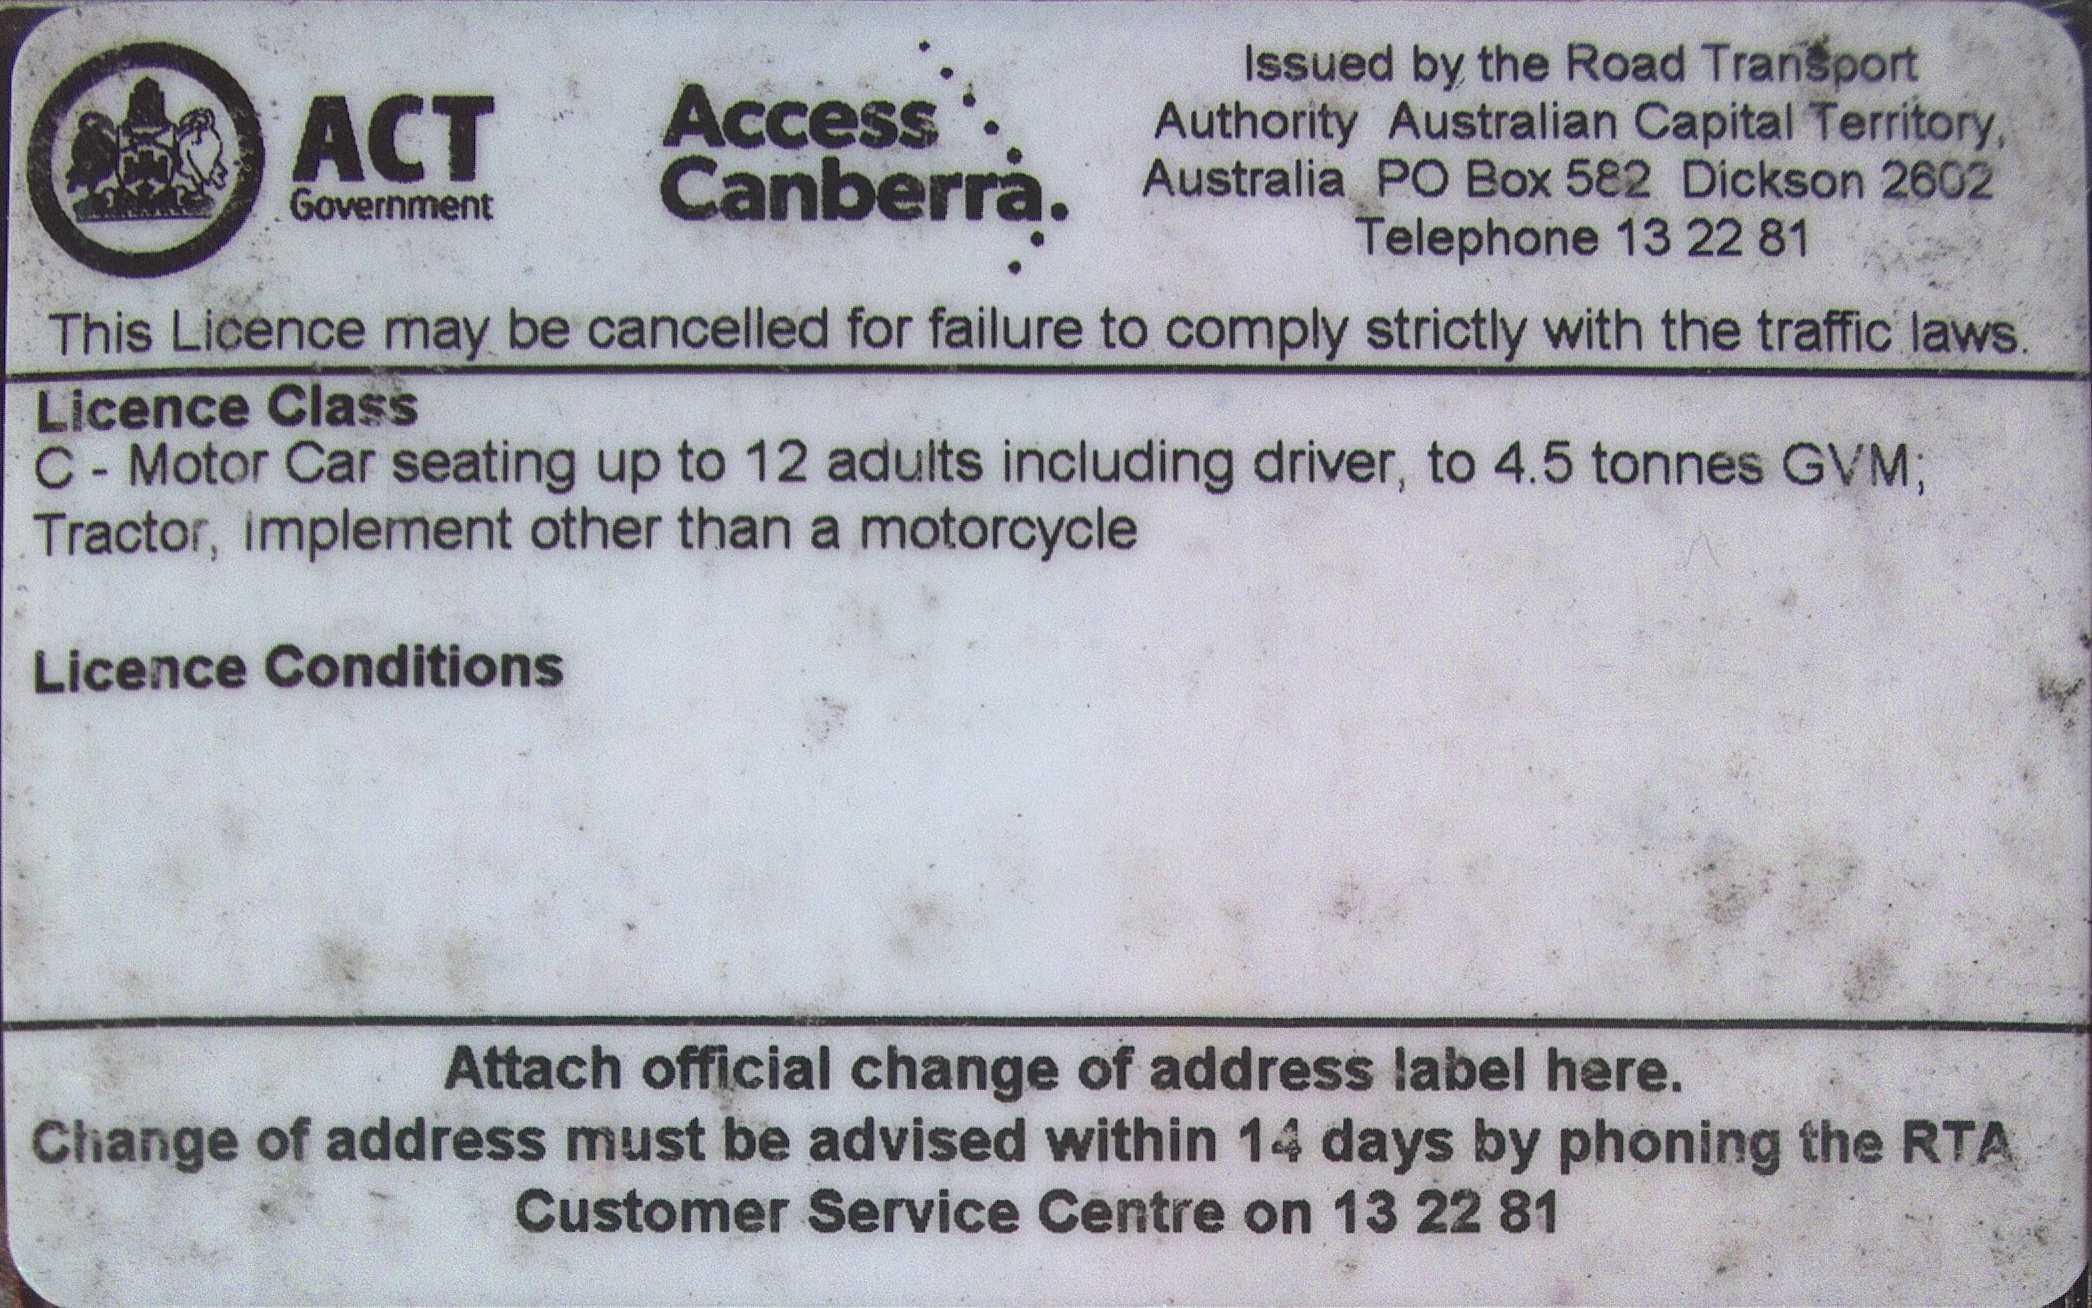 ACT
Government
Access
Canberra.
Issued by the Road Transport
Authority Australian Capital Territory,
Australia PO Box 582 Dickson 2602
Telephone 13 22 81
This Licence may be cancelled for failure to comply strictly with the traffic laws.
Licence Class
C - Motor Car seating up to 12 adults including driver, to 4.5 tonnes GVM;
Tractor, implement other than a motorcycle
Licence Conditions
Attach official change of address label here.
Change of address must be advised within 14 days by phoning the RTA
Customer Service Centre on 13 22 81